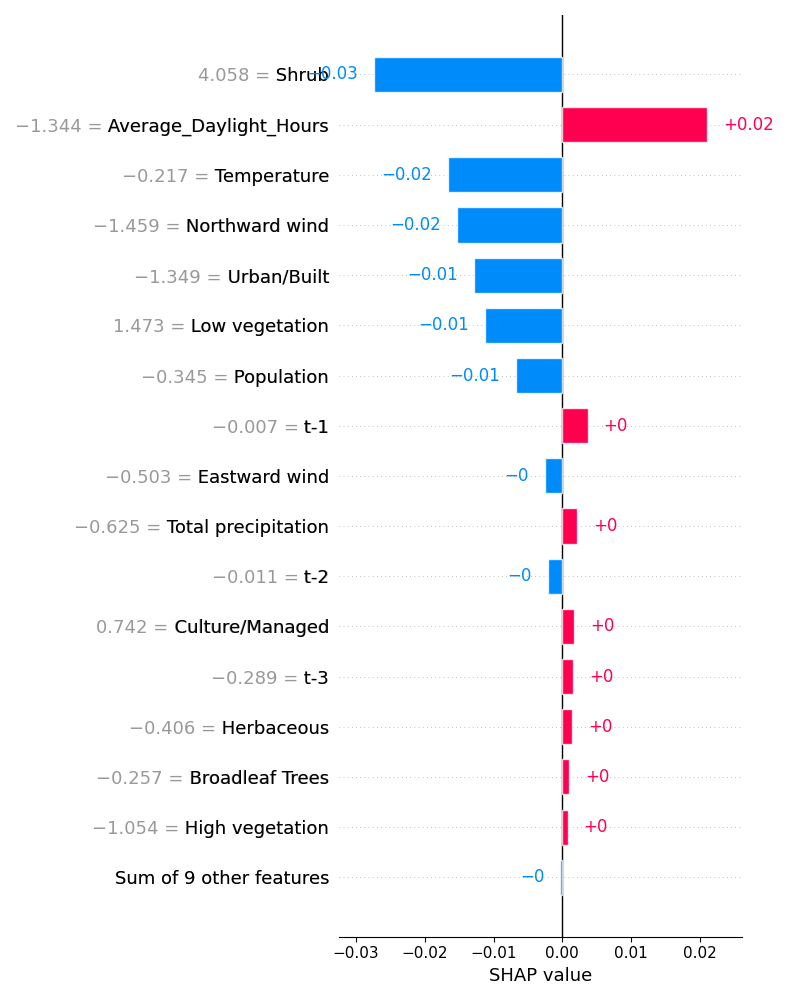 4.058 = Shrub −0.03
−1.344 = Average_Daylight_Hours +0.02
−0.217 = Temperature −0.02
−1.459 = Northward wind −0.02
−1.349 = Urban/Built −0.01
1.473 = Low vegetation −0.01
−0.345 = Population −0.01
−0.007 = t-1 +0
−0.503 = Eastward wind −0
−0.625 = Total precipitation +0
−0.011 = t-2 −0
0.742 = Culture/Managed +0
−0.289 = t-3 +0
−0.406 = Herbaceous +0
−0.257 = Broadleaf Trees +0
−1.054 = High vegetation +0
Sum of 9 other features −0
−0.03 −0.02 −0.01 0.00 0.01 0.02
SHAP value